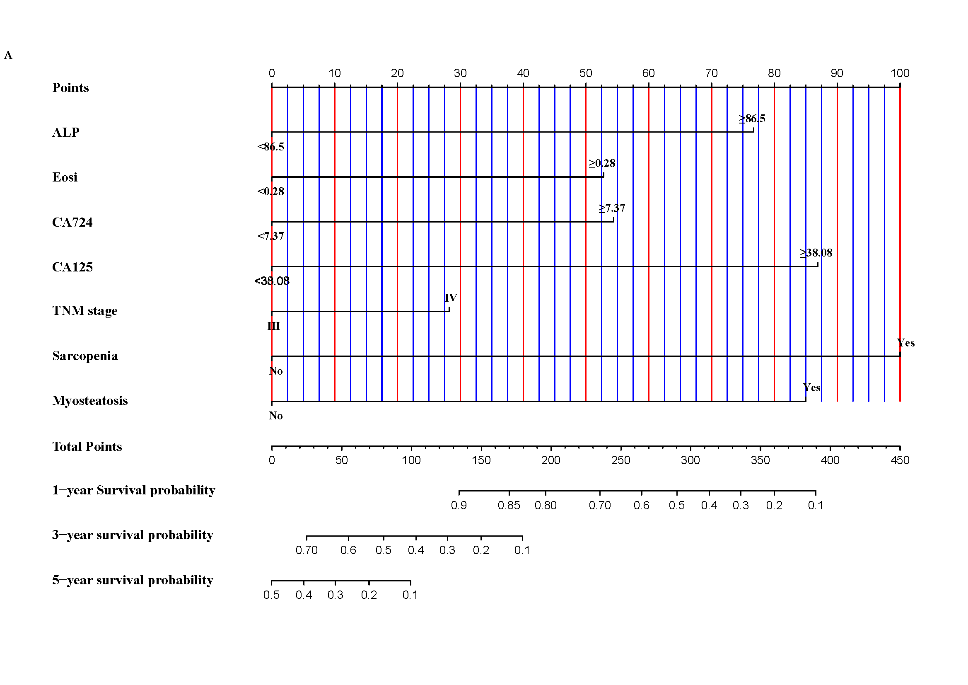 A
0 10 20 30 40 50 60 70 80 90 100
Points
≥86.5
ALP
<86.5
≥0.28
Eosi
<0.28
≥7.37
CA724
<7.37
≥38.08
CA125
<38.08
IV
TNM stage
III
Yes
Sarcopenia
No
Yes
Myosteatosis
No
Total Points
0 50 100 150 200 250 300 350 400 450
1−year Survival probability
0.9 0.85 0.80 0.70 0.6 0.5 0.4 0.3 0.2 0.1
3−year survival probability
0.70 0.6 0.5 0.4 0.3 0.2 0.1
5−year survival probability
0.5 0.4 0.3 0.2 0.1